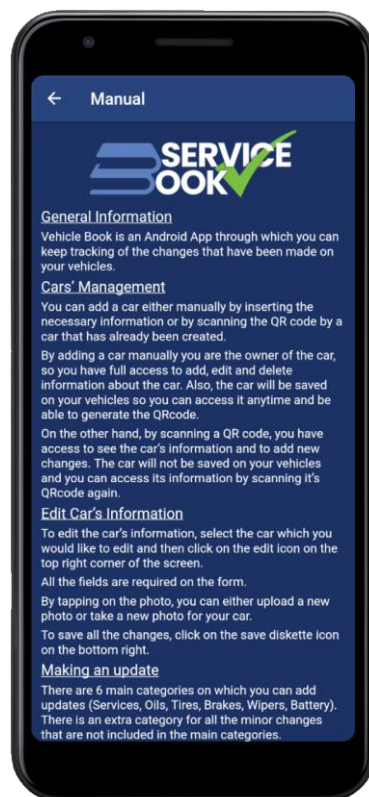 Manual
SERVICE
BOOK
General Information
Vehicle Book is an Android App through which you can
keep tracking of the changes that have been made on
your vehicles.
Cars' Management
You can add a car either manually by inserting the
necessary information or by scanning the QR code by a
car that has already been created.
By adding a car manually you are the owner of the car,
so you have full access to add, edit and delete
information about the car. Also, the car will be saved
on your vehicles so you can access it anytime and be
able to generate the QRcode.
On the other hand, by scanning a QR code, you have
access to see the car's information and to add new
changes. The car will not be saved on your vehicles
and you can access its information by scanning it's
QRcode again.
Edit Car's Information
To edit the car's information, select the car which you
would like to edit and then click on the edit icon on the
top right corner of the screen.
All the fields are required on the form.
By tapping on the photo, you can either upload a new
photo or take a new photo for your car.
To save all the changes, click on the save diskette icon
on the bottom right.
Making an update
There are 6 main categories on which you can add
updates (Services, Oils, Tires, Brakes, Wipers, Battery).
There is an extra category for all the minor changes
that are not included in the main categories.